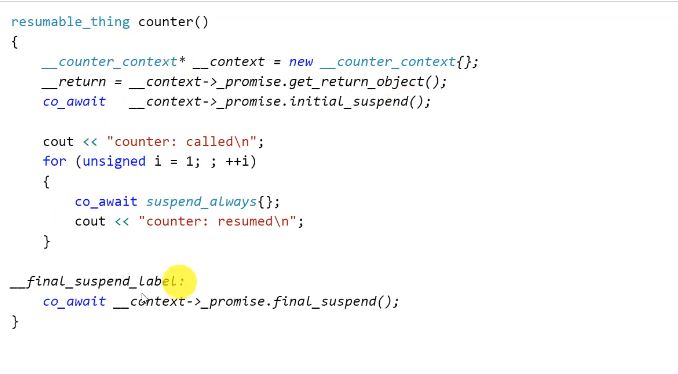 resumable_thing counter()
{
    __counter_context* __context = new __counter_context{};
    __return = __context->_promise.get_return_object();
    co_await   __context->_promise.initial_suspend();
    cout << "counter: called\n";
    for (unsigned i = 1; ; ++i)
    {
        co_await suspend_always{};
        cout << "counter: resumed\n";
    }
__final_suspend_label:
    co_await __context->_promise.final_suspend();
}